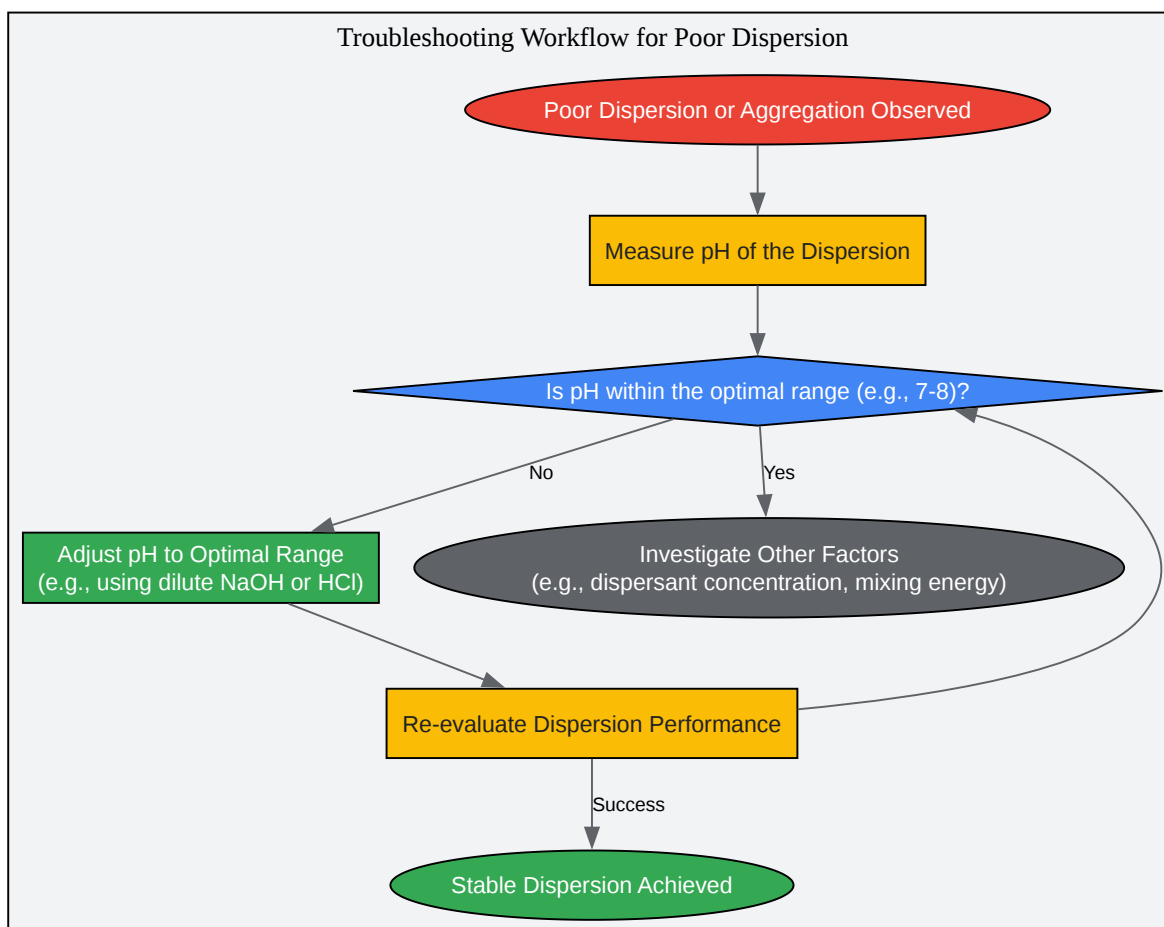 Troubleshooting Workflow for Poor Dispersion
Poor Dispersion or Aggregation Observed
Measure pH of the Dispersion
Is pH within the optimal range (e.g., 7-8)?
No
Yes
Adjust pH to Optimal Range
(e.g., using dilute NaOH or HCl)
Investigate Other Factors
(e.g., dispersant concentration, mixing energy)
Re-evaluate Dispersion Performance
Success
Stable Dispersion Achieved